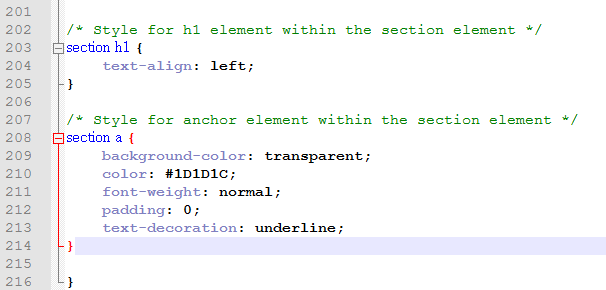 201
202 /* Style for h1 element within the section element */
203 section h1 {
204 text-align: left;
205 }
206
207 /* Style for anchor element within the section element */
208 section a {
209 background-color: transparent;
210 color: #1D1D1C;
211 font-weight: normal;
212 padding: 0;
213 text-decoration: underline;
214 }
215
216 }